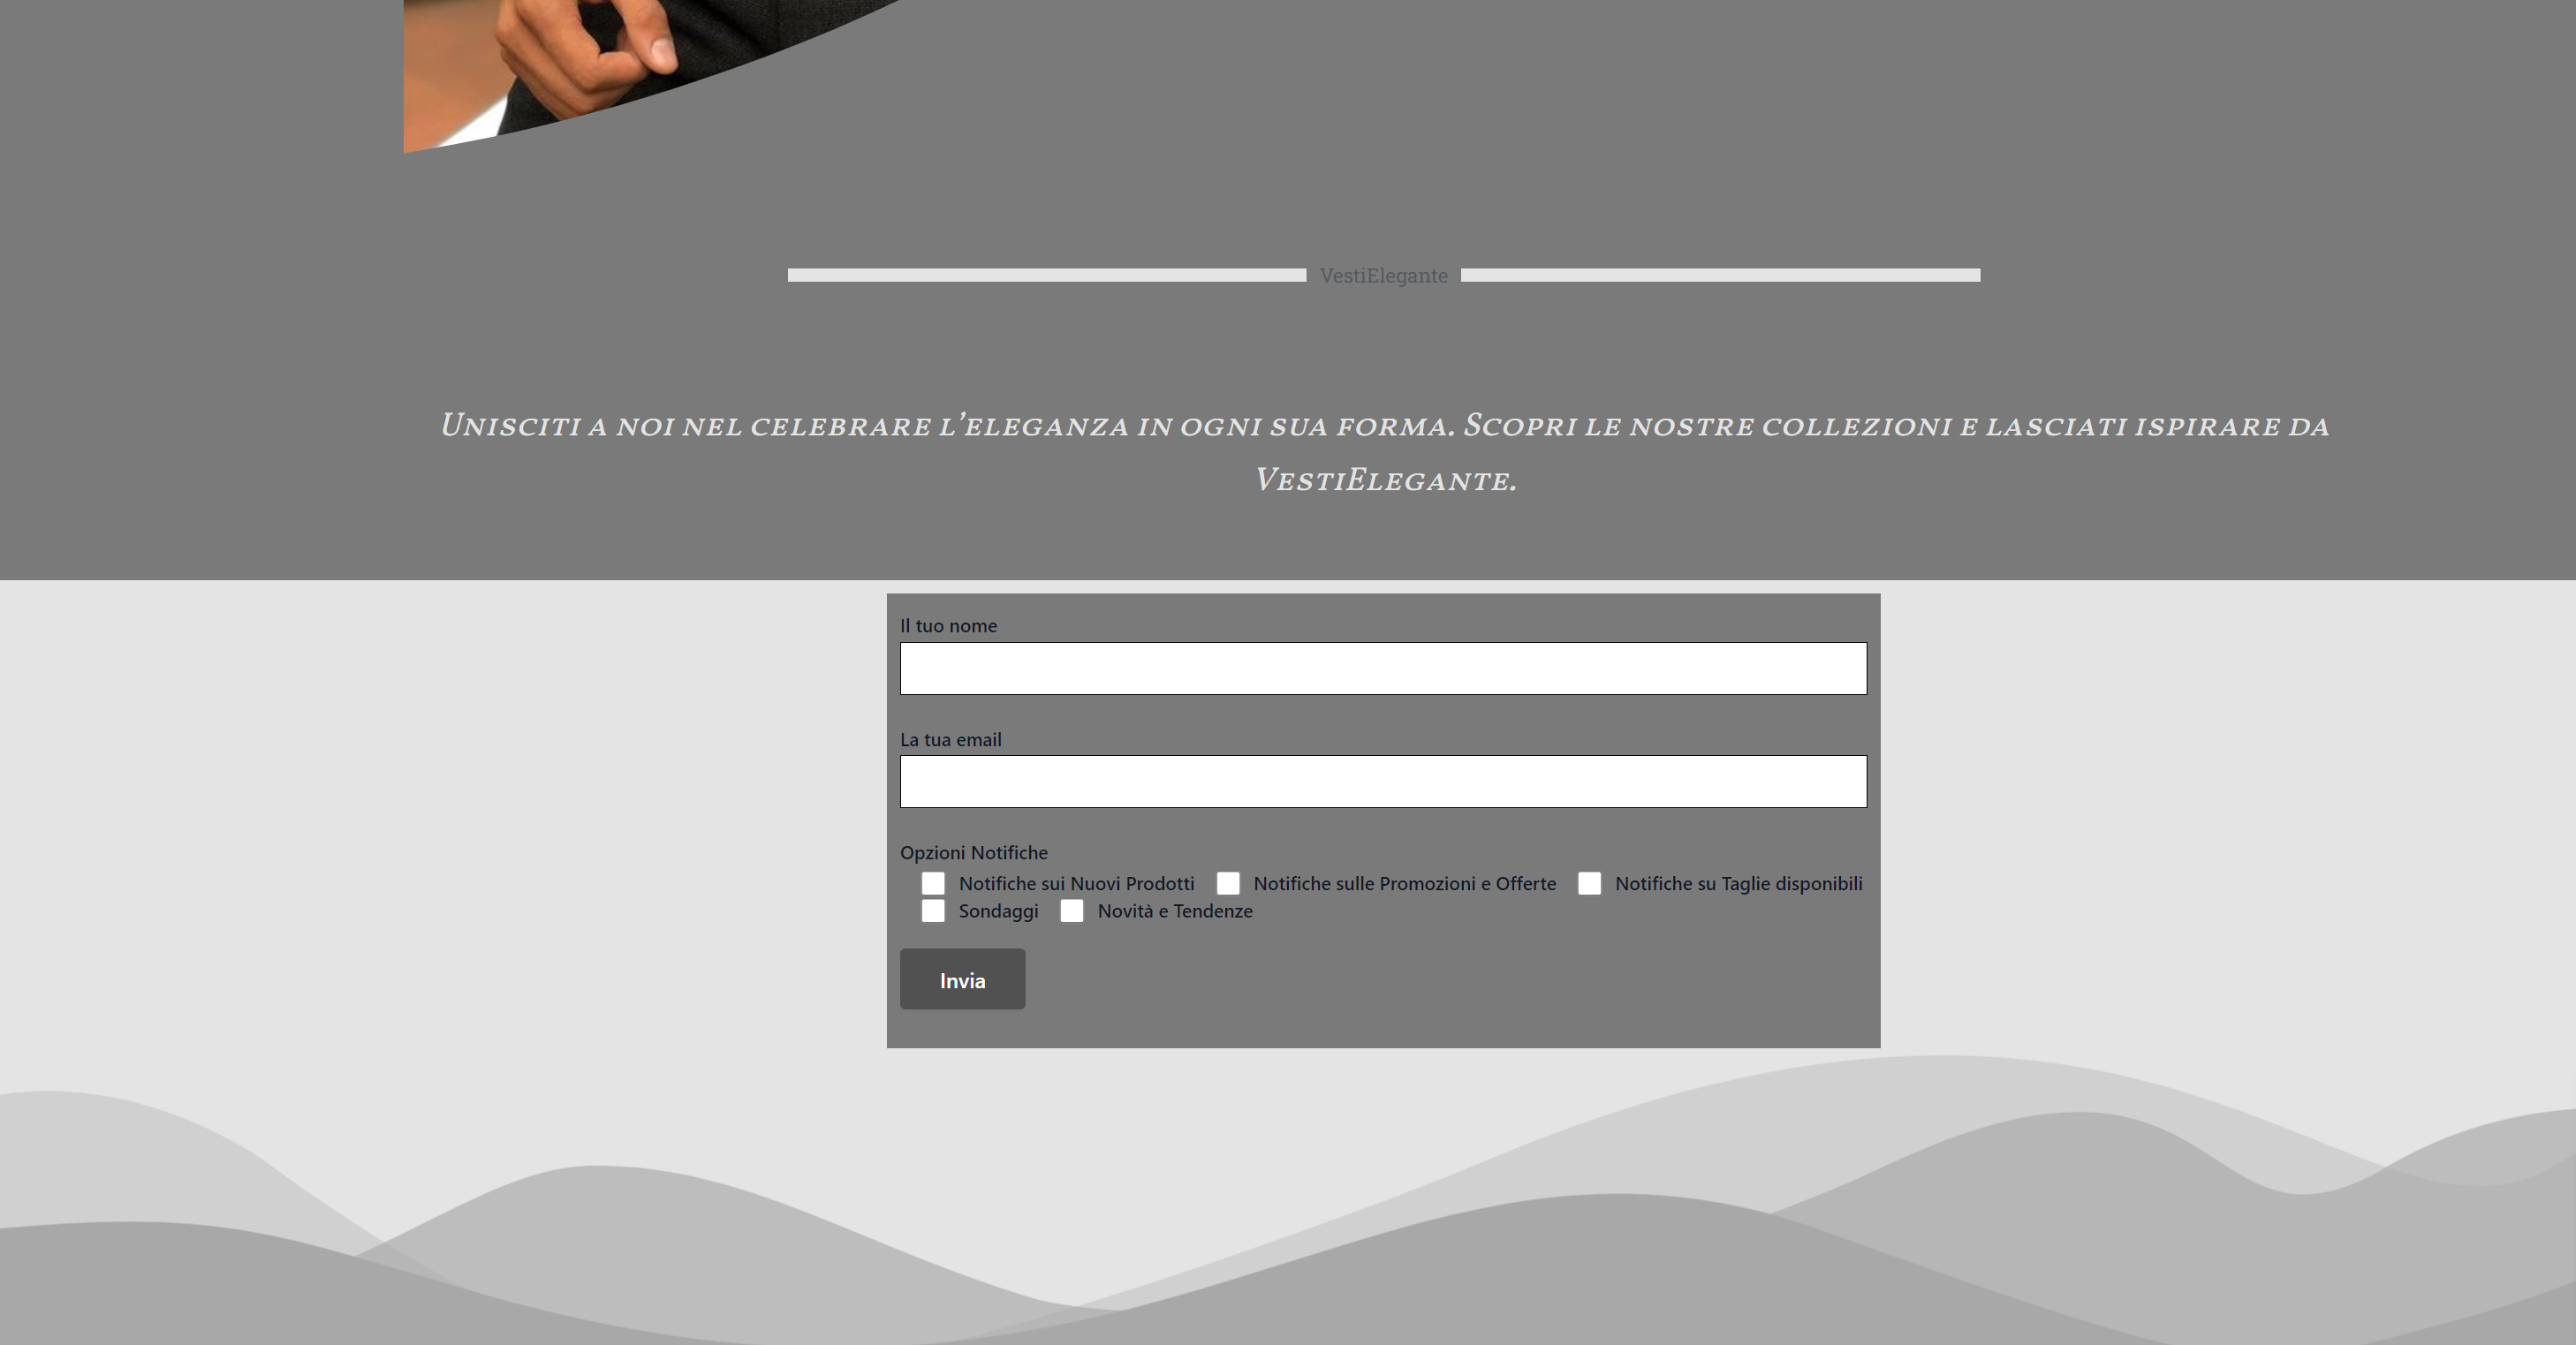 VestiElegante
Unisciti a noi nel celebrare l’eleganza in ogni sua forma. Scopri le nostre collezioni e lasciati ispirare da
VestiElegante.
Il tuo nome
La tua email
Opzioni Notifiche
Notifiche sui Nuovi Prodotti Notifiche sulle Promozioni e Offerte Notifiche su Taglie disponibili
Sondaggi Novità e Tendenze
Invia